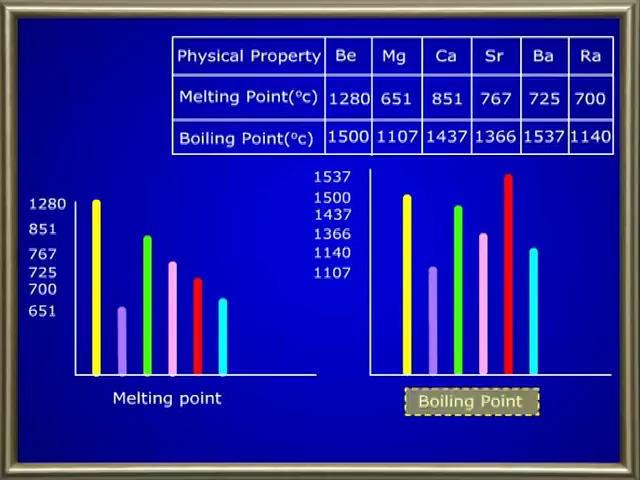 Physical Property Be Mg Ca Sr Ba Ra
Melting Point(ºc) 1280 651 851 767 725 700
Boiling Point(ºc) 1500 1107 1437 1366 1537 1140
1280
851
767
725
700
651
Melting point
1537
1500
1437
1366
1140
1107
Boiling Point